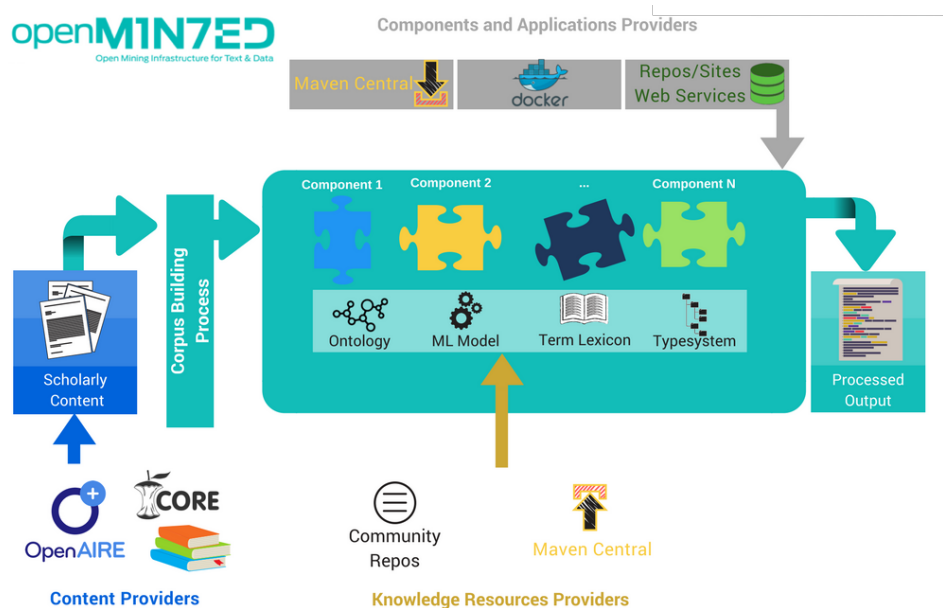 openM1N7ED
Open Mining Infrastructure for Text & Data
Components and Applications Providers
Maven Central
docker
Repos/Sites
Web Services
Component 1
Component 2
...
Component N
Corpus Building
Process
Ontology
ML Model
Term Lexicon
Typesystem
Scholarly
Content
Processed
Output
OpenAIRE
CORE
Community
Repos
Maven Central
Content Providers
Knowledge Resources Providers